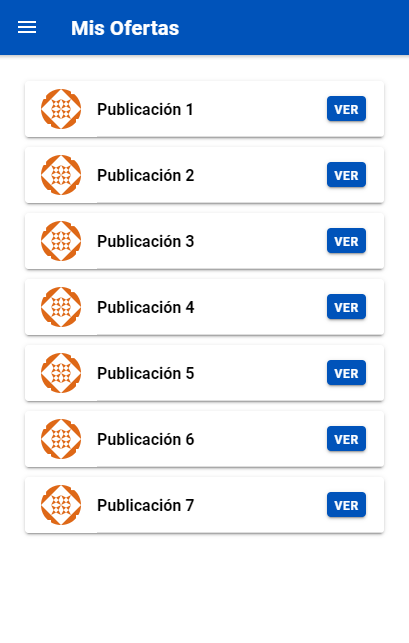 Mis Ofertas
Publicación 1 VER
Publicación 2 VER
Publicación 3 VER
Publicación 4 VER
Publicación 5 VER
Publicación 6 VER
Publicación 7 VER